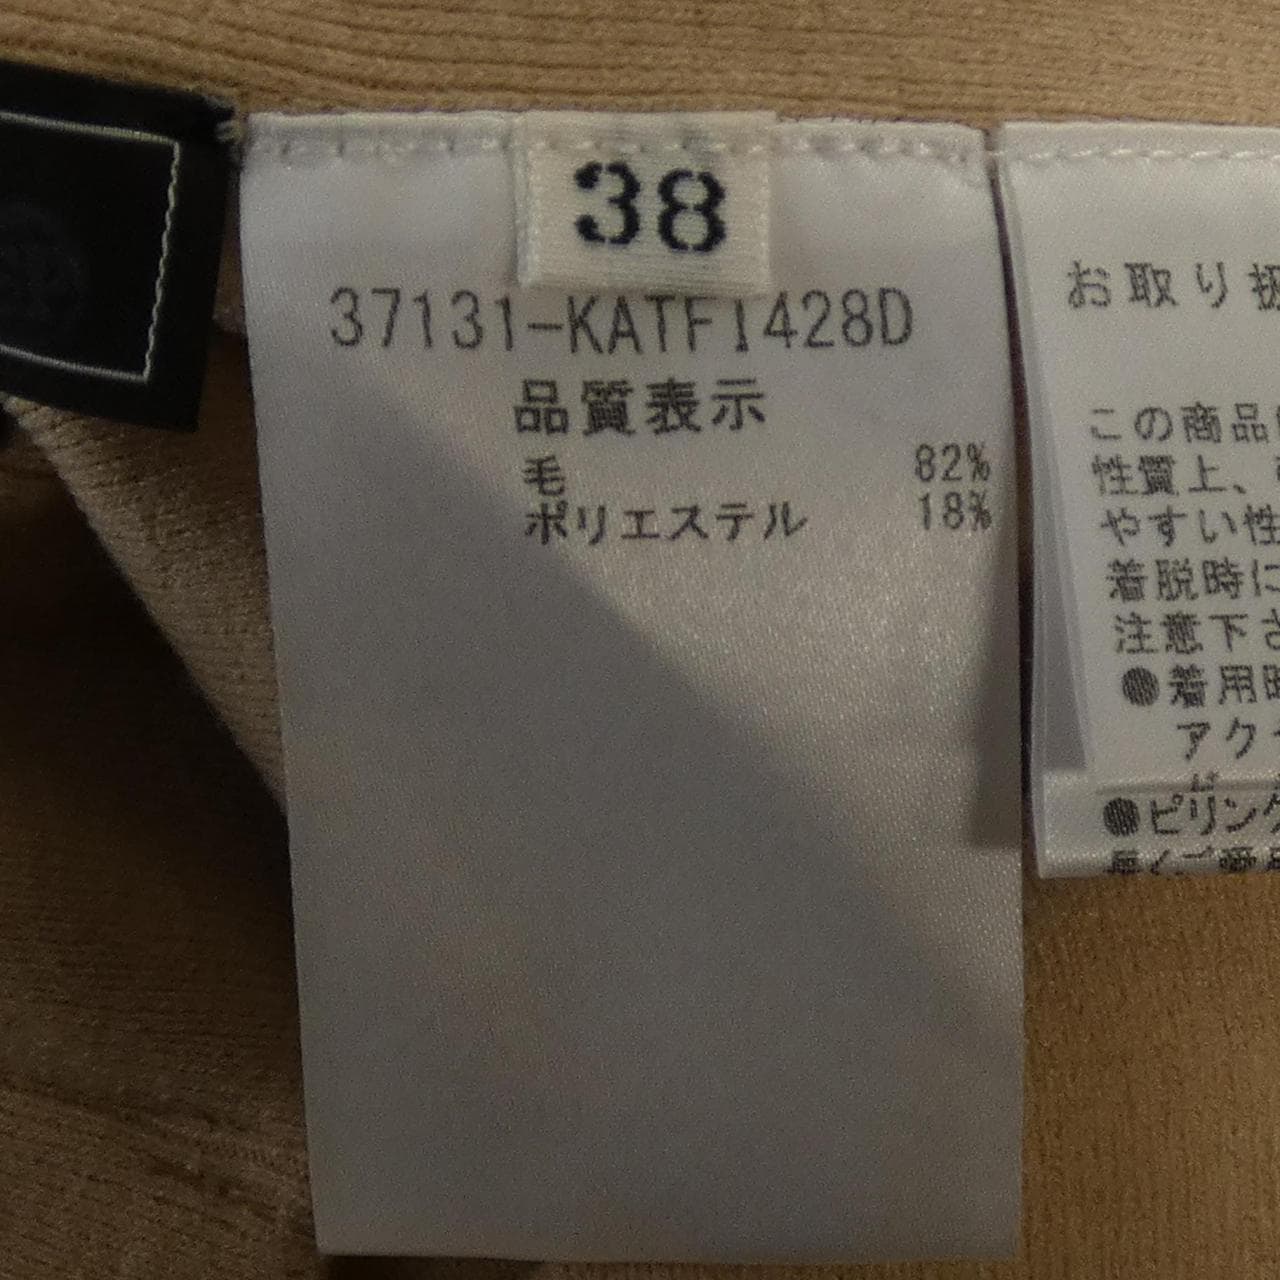 38
37131-KATFI428D
品質表示
毛 82%
ポリエステル 18%
お取り扱
この商品
性質上、
やすい性
着脱時に
注意下さ
●着用時
アク
●ピリング